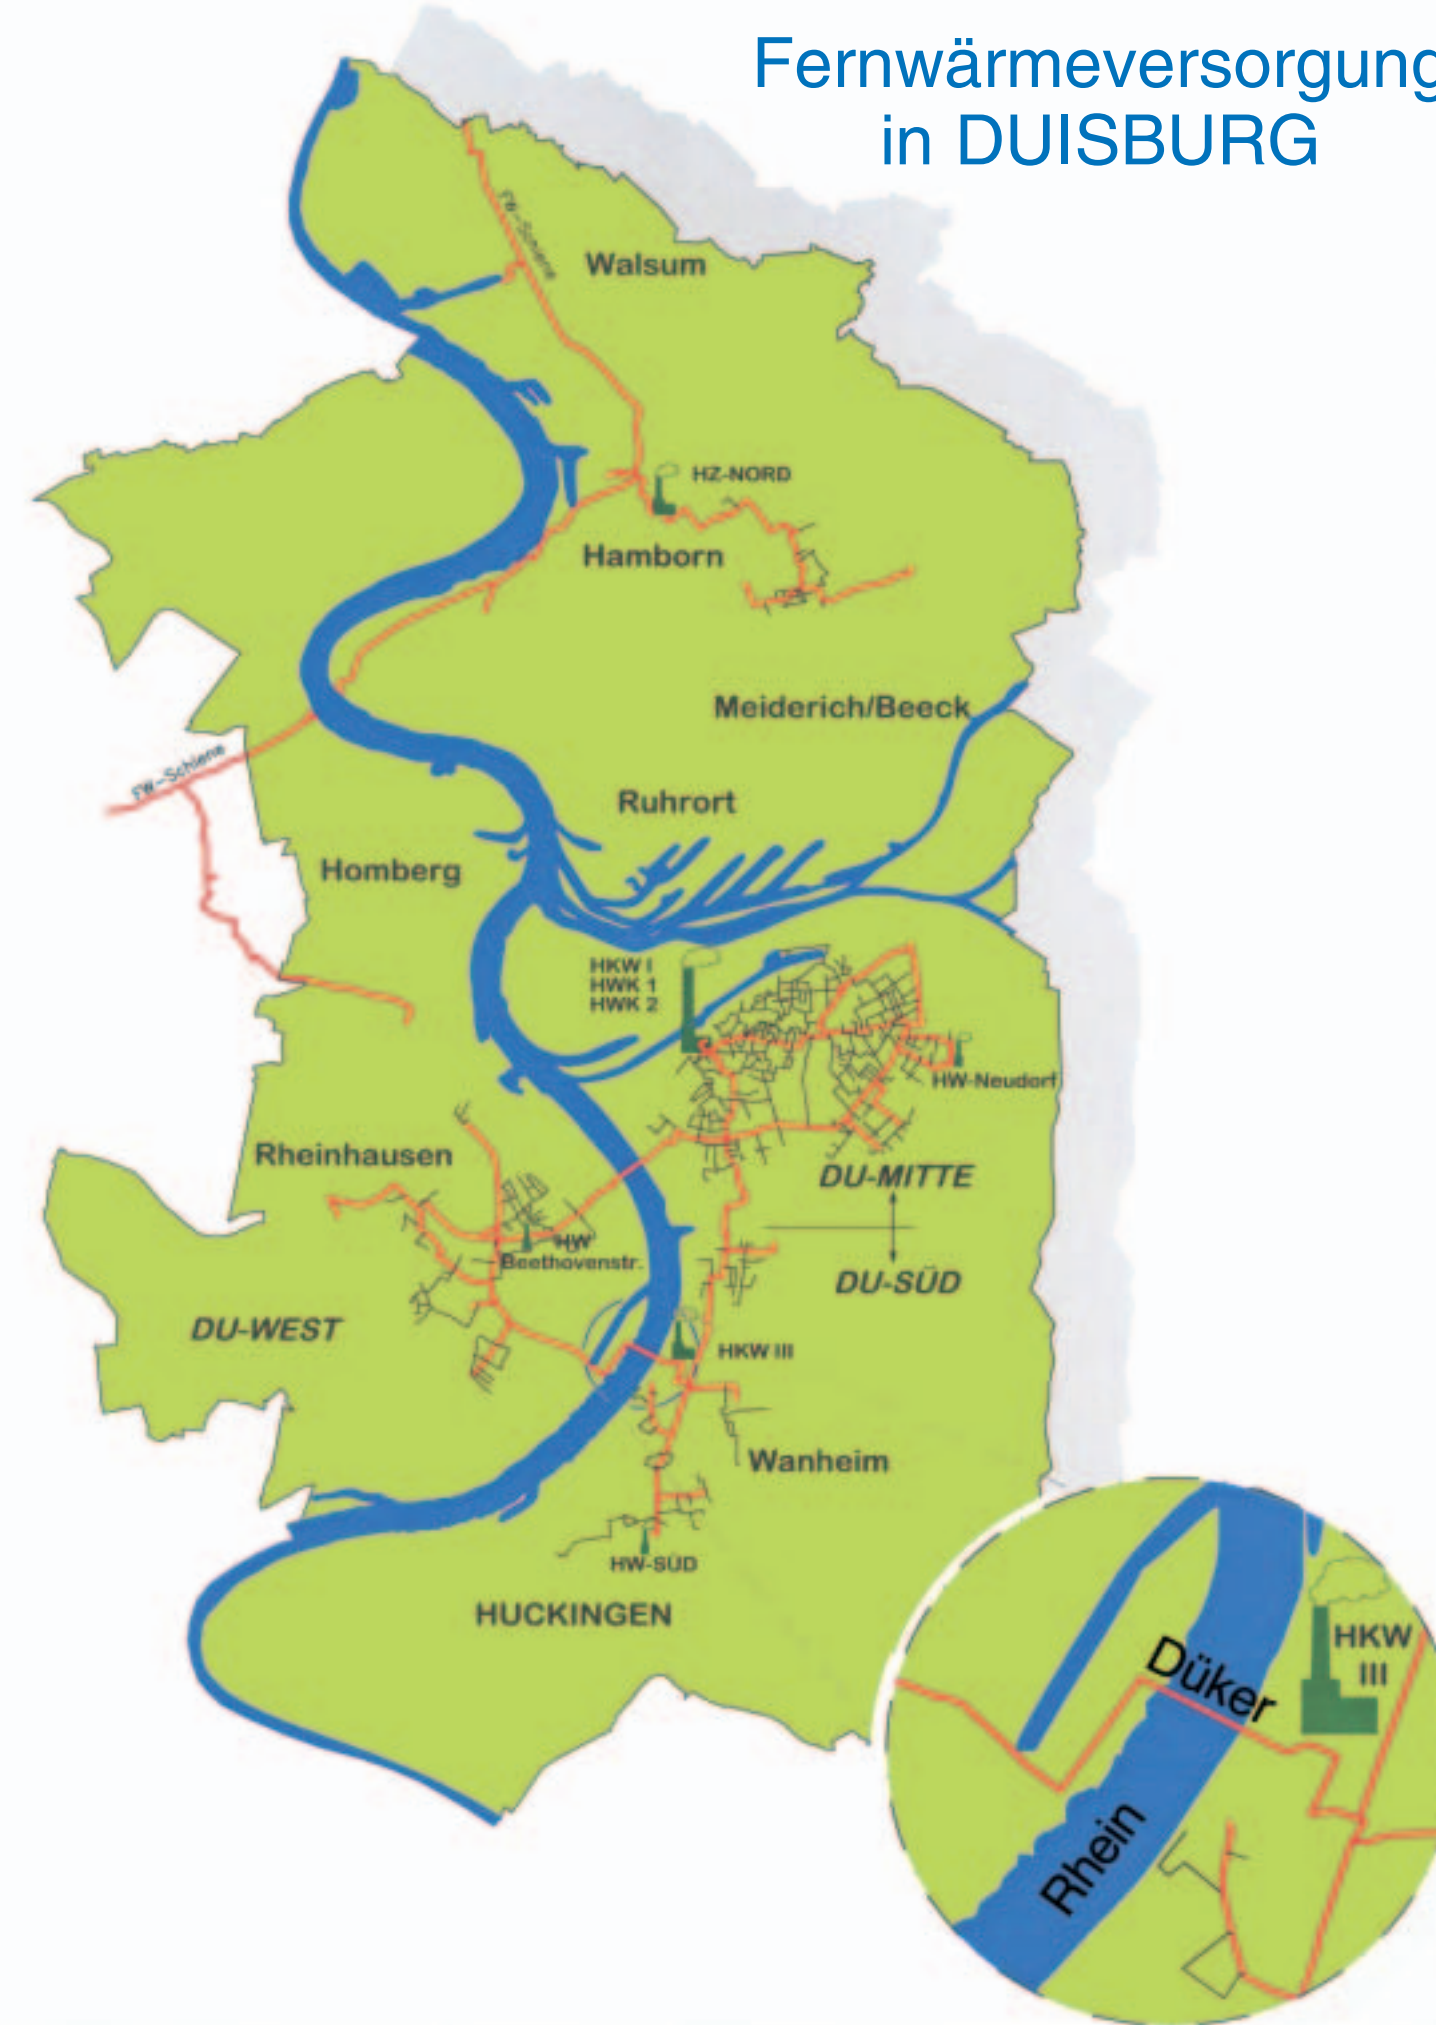 Fernwärmeversorgung
in DUISBURG
FW-Schiene
Walsum
HZ-NORD
Hamborn
Meiderich/Beeck
FW-Schiene
Ruhrort
Homberg
HKW I
HWK 1
HWK 2
HW-Neudorf
Rheinhausen
DU-MITTE
HW
Beethovenstr.
DU-SÜD
DU-WEST
HKW III
Wanheim
HW-SÜD
HUCKINGEN
HKW
III
Düker
Rhein